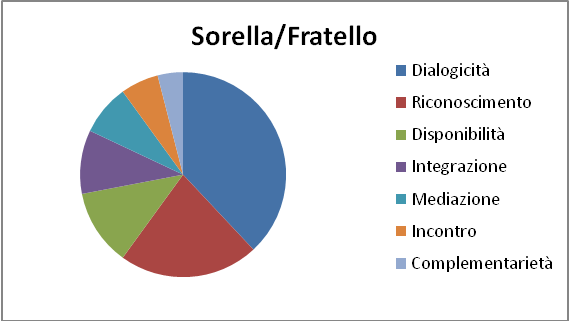 Sorella/Fratello
Dialogicità
Riconoscimento
Disponibilità
Integrazione
Mediazione
Incontro
Complementarietà